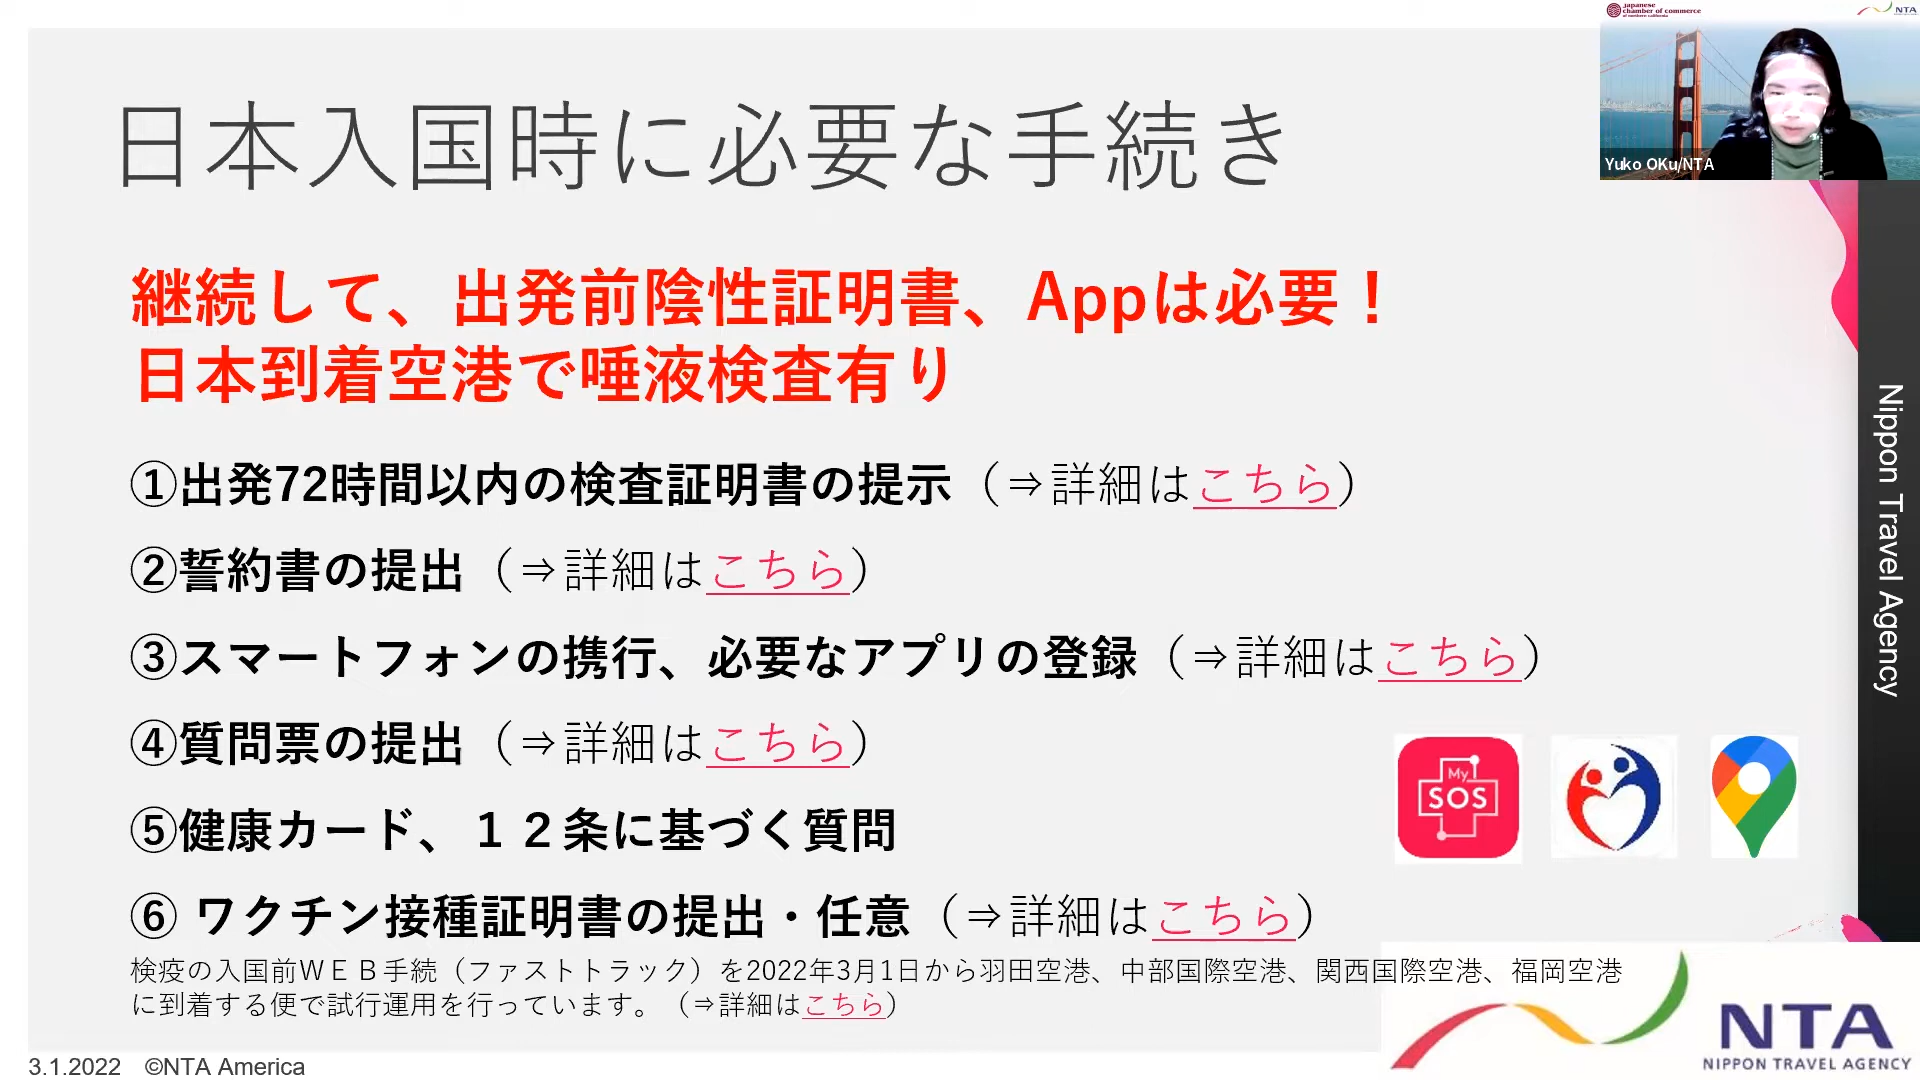 日本入国時に必要な手続き
継続して、出発前陰性証明書、Appは必要！
日本到着空港で唾液検査有り
①出発72時間以内の検査証明書の提示（⇒詳細はこちら）
②誓約書の提出（⇒詳細はこちら）
③スマートフォンの携行、必要なアプリの登録（⇒詳細はこちら）
④質問票の提出（⇒詳細はこちら）
⑤健康カード、１２条に基づく質問
⑥ ワクチン接種証明書の提出・任意（⇒詳細はこちら）
検疫の入国前ＷＥＢ手続（ファストトラック）を2022年3月1日から羽田空港、中部国際空港、関西国際空港、福岡空港
に到着する便で試行運用を行っています。（⇒詳細はこちら）
3.1.2022 ©NTA America
japanese
chamber of commerce
of northern california
NTA
Yuko OKu/NTA
Nippon Travel Agency
My
SOS
NTA
NIPPON TRAVEL AGENCY